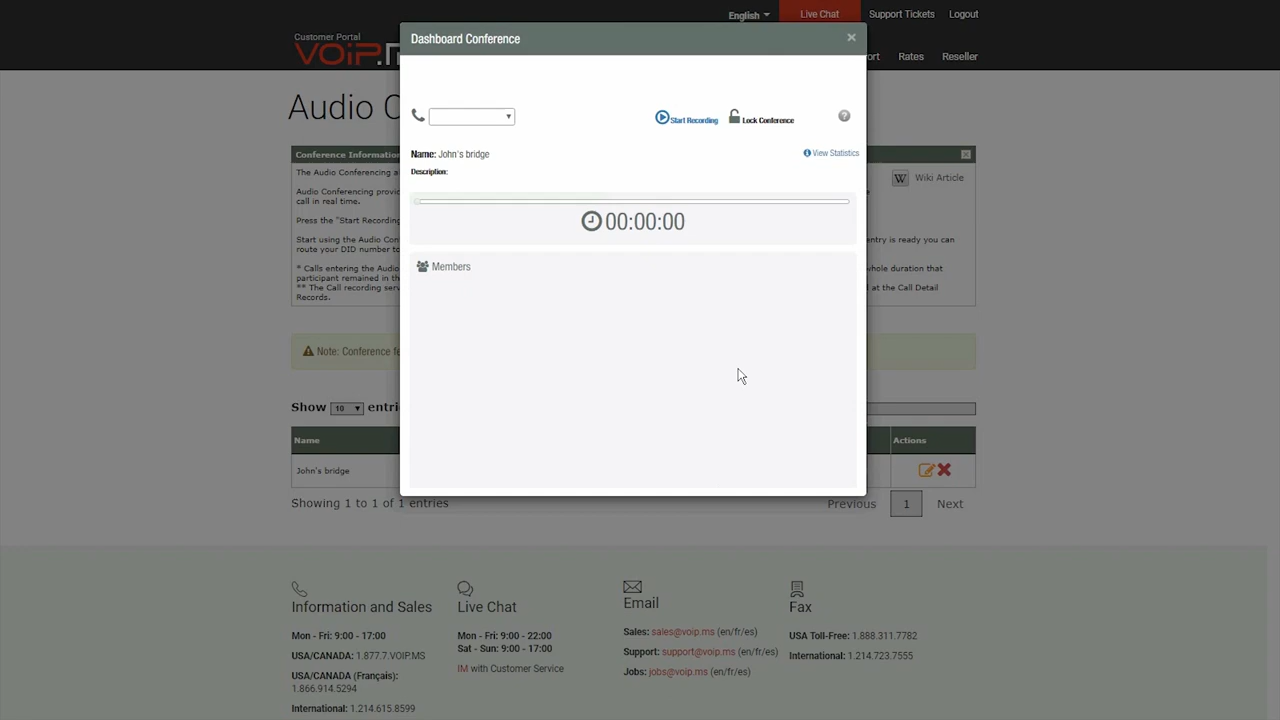 English
Live Chat
Support Tickets
Logout
Customer Portal
VOIP.
ort
Rates
Reseller
Dashboard Conference
Start Recording
Lock Conference
Name: John's bridge
View Statistics
Description:
00:00:00
Members
Audio C
Conference Information
The Audio Conferencing a
Wiki Article
Audio Conferencing provid
call in real time.
Press the "Start Recording
Start using the Audio Con
entry is ready you can
route your DID number to
* Calls entering the Audio
whole duration that
participant remained in the
** The Call recording serv
d at the Call Detail
Records.
Note: Conference fe
Show 10 entri
Name
Actions
John's bridge
Showing 1 to 1 of 1 entries
Previous 1 Next
Information and Sales
Mon - Fri: 9:00 - 17:00
USA/CANADA: 1.877.7.VOIP.MS
USA/CANADA (Français):
1.866.914.5294
International: 1.214.615.8599
Live Chat
Mon - Fri: 9:00 - 22:00
Sat - Sun: 9:00 - 17:00
IM with Customer Service
Email
Sales: sales@voip.ms (en/fr/es)
Support: support@voip.ms (en/fr/es)
Jobs: jobs@voip.ms (en/fr/es)
Fax
USA Toll-Free: 1.888.311.7782
International: 1.214.723.7555